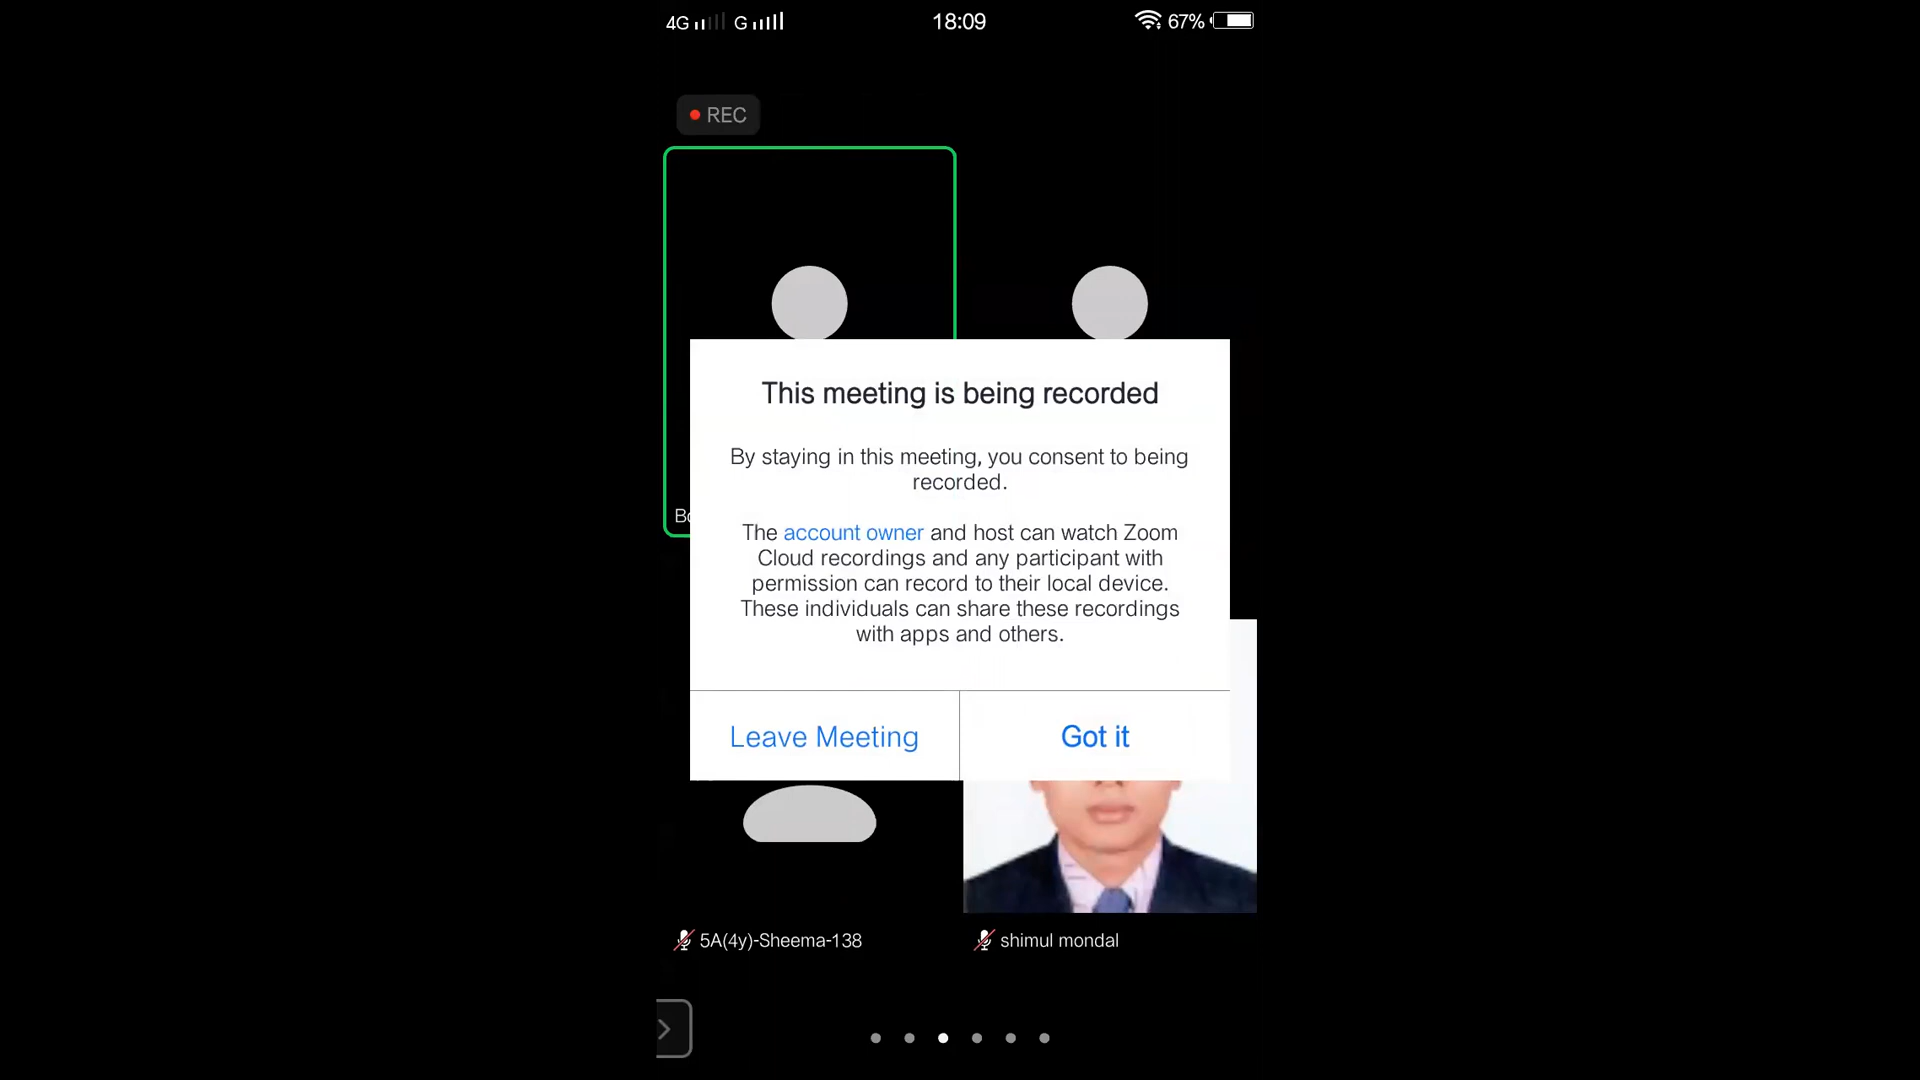 4G G 18:09 67%
REC
This meeting is being recorded
By staying in this meeting, you consent to being
recorded.
The account owner and host can watch Zoom
Cloud recordings and any participant with
permission can record to their local device.
These individuals can share these recordings
with apps and others.
Leave Meeting Got it
5A(4y)-Sheema-138 shimul mondal